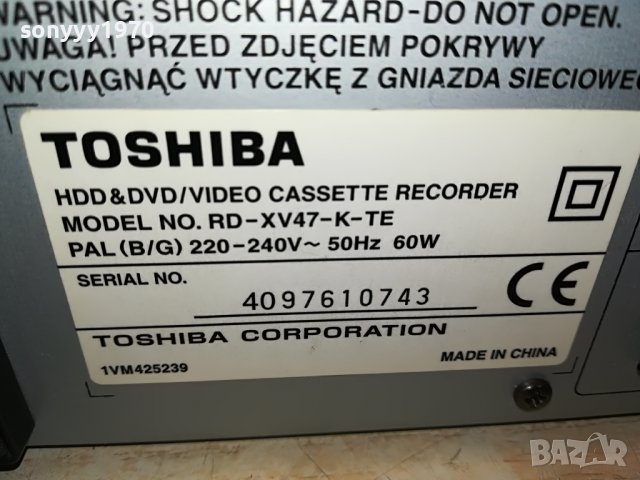 WARNING: SHOCK HAZARD-DO NOT OPEN.
sonyyy1970
UWAGA! PRZED ZDJĘCIEM POKRYWY
WYCIĄGNĄĆ WTYCZKĘ Z GNIAZDA
TOSHIBA
HDD&DVD/VIDEO CASSETTE RECORDER
MODEL NO. RD-XV47-K-TE
PAL (B/G) 220-240V~ 50Hz 60W
SERIAL NO. 4097610743
CE
TOSHIBA CORPORATION
1VM425239
MADE IN CHINA
БАЗАР
bg